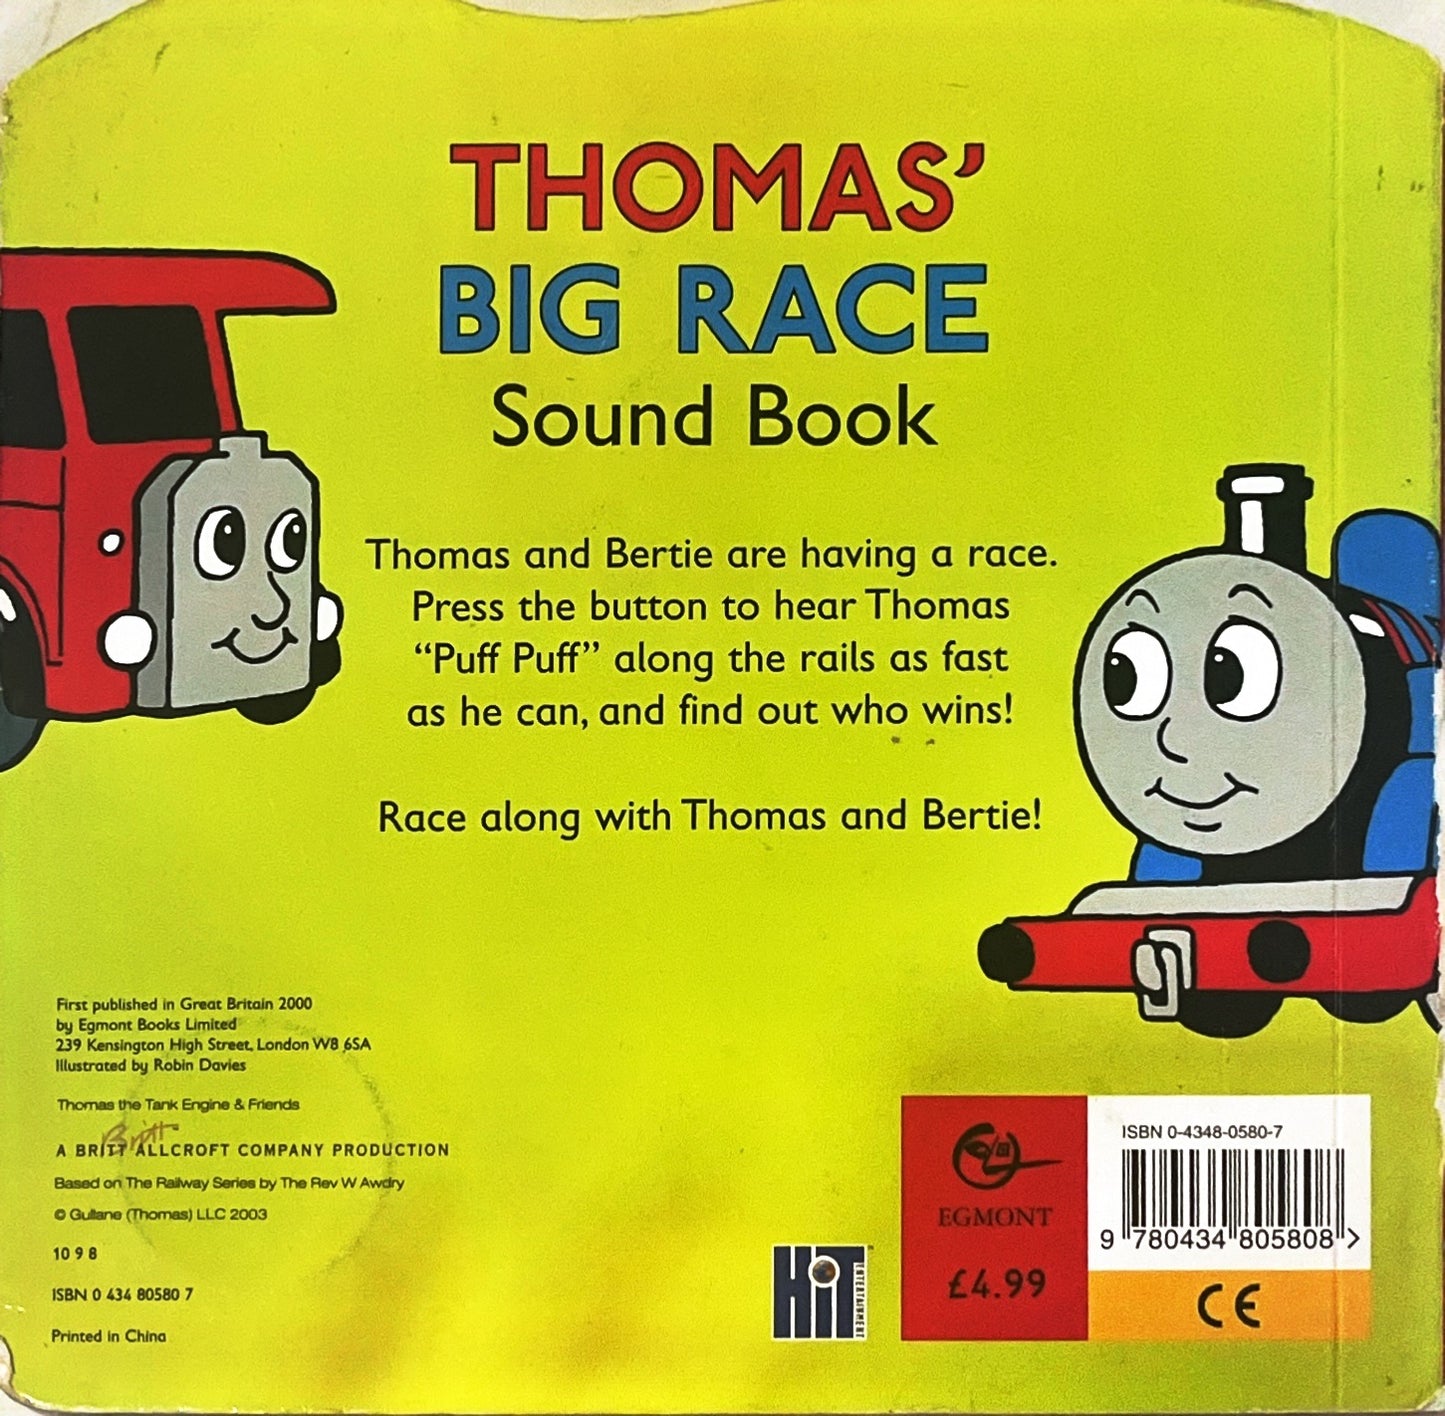 THOMAS'
BIG RACE
Sound Book
Thomas and Bertie are having a race.
Press the button to hear Thomas
“Puff Puff” along the rails as fast
as he can, and find out who wins!
Race along with Thomas and Bertie!
First published in Great Britain 2000
by Egmont Books Limited
239 Kensington High Street, London W8 6SA
Illustrated by Robin Davies
Thomas the Tank Engine & Friends
Britt
A BRITT ALLCROFT COMPANY PRODUCTION
Based on The Railway Series by The Rev W Awdry
© Gullane (Thomas) LLC 2003
10 9 8
ISBN 0 434 80580 7
Printed in China
HiT
ENTERTAINMENT
™
EGMONT
£4.99
ISBN 0-4348-0580-7
9 780434 805808 >
CE